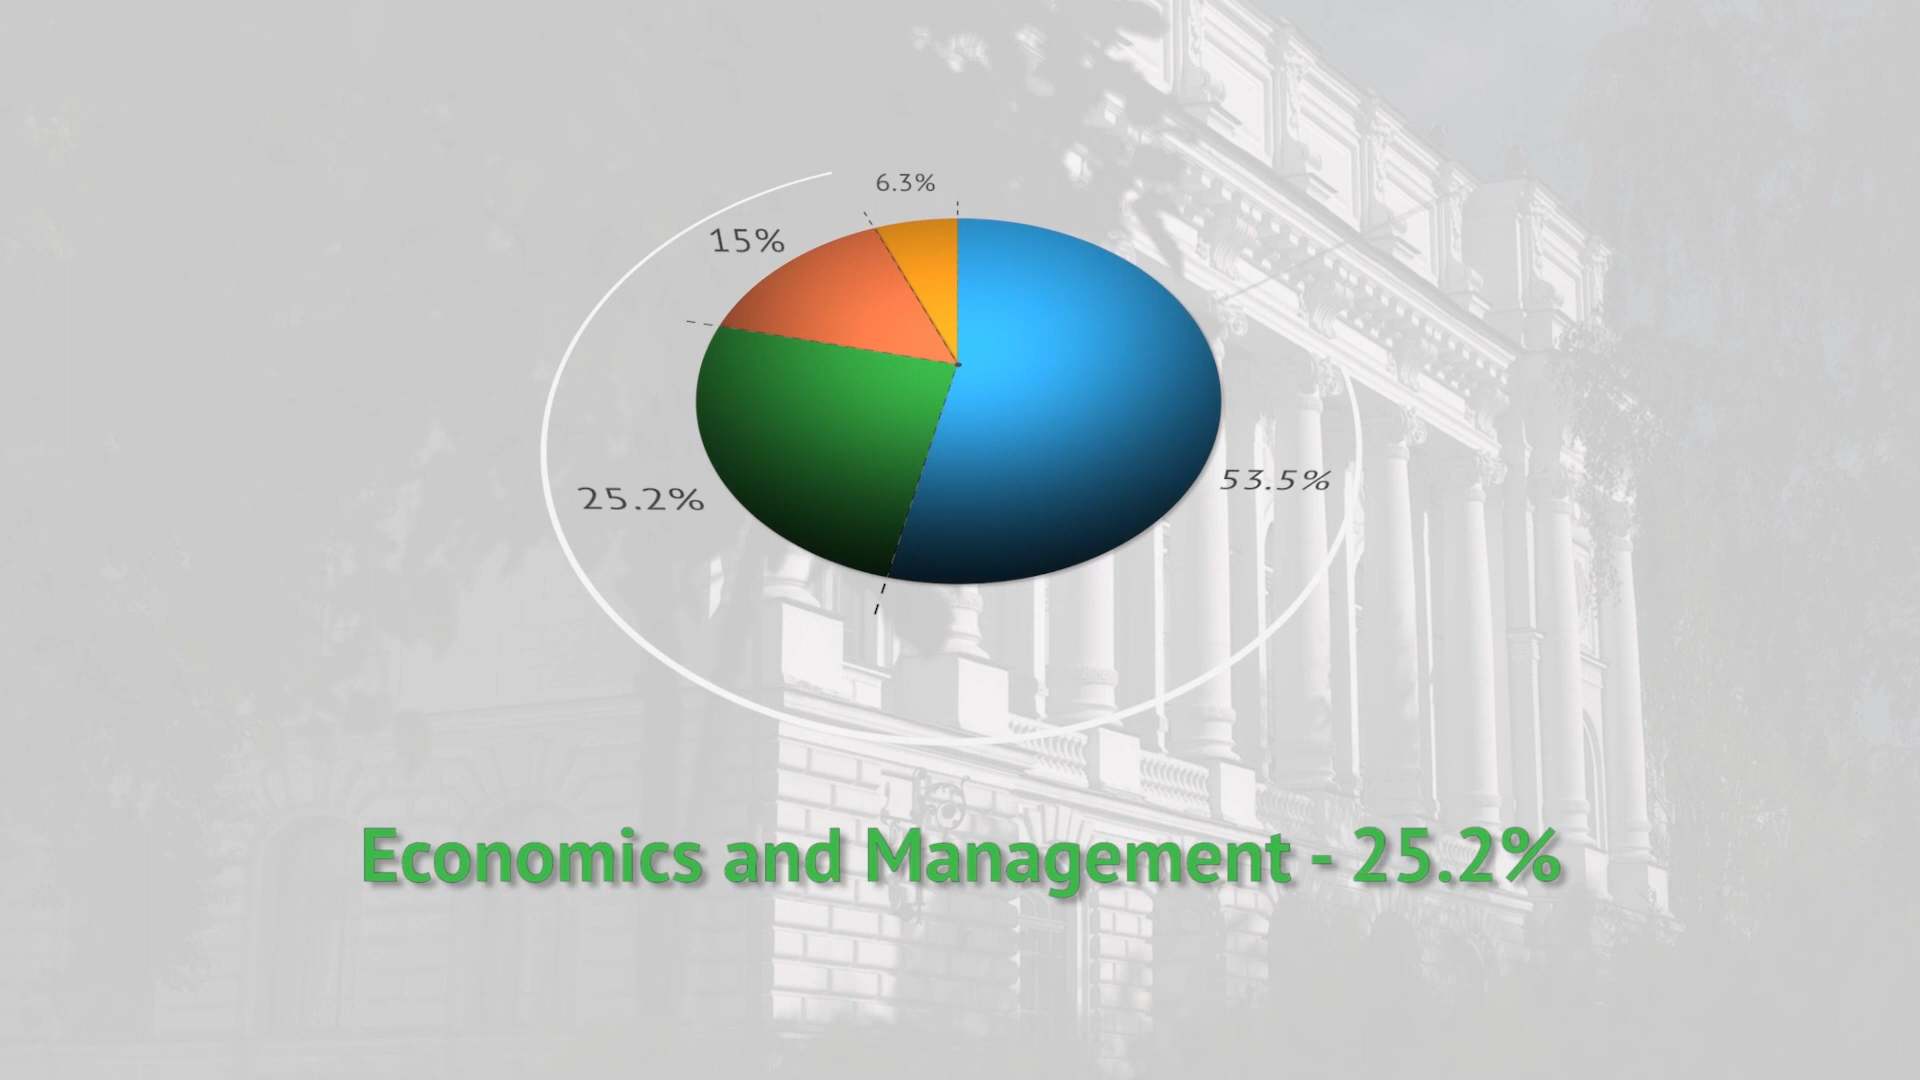 6.3%
15%
53.5%
25.2%
Economics and Management - 25.2%